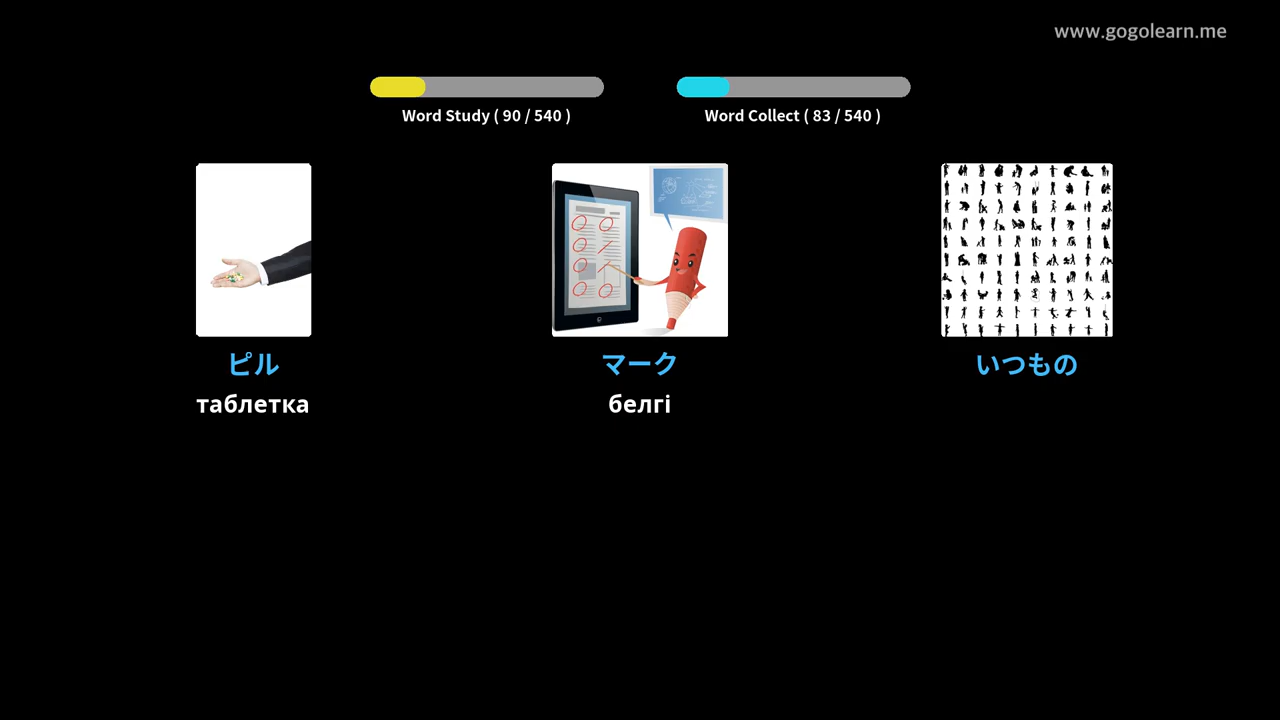 www.gogolearn.me
Word Study ( 90 / 540 )
Word Collect ( 83 / 540 )
ピル
マーク
いつもの
таблетка
белгі